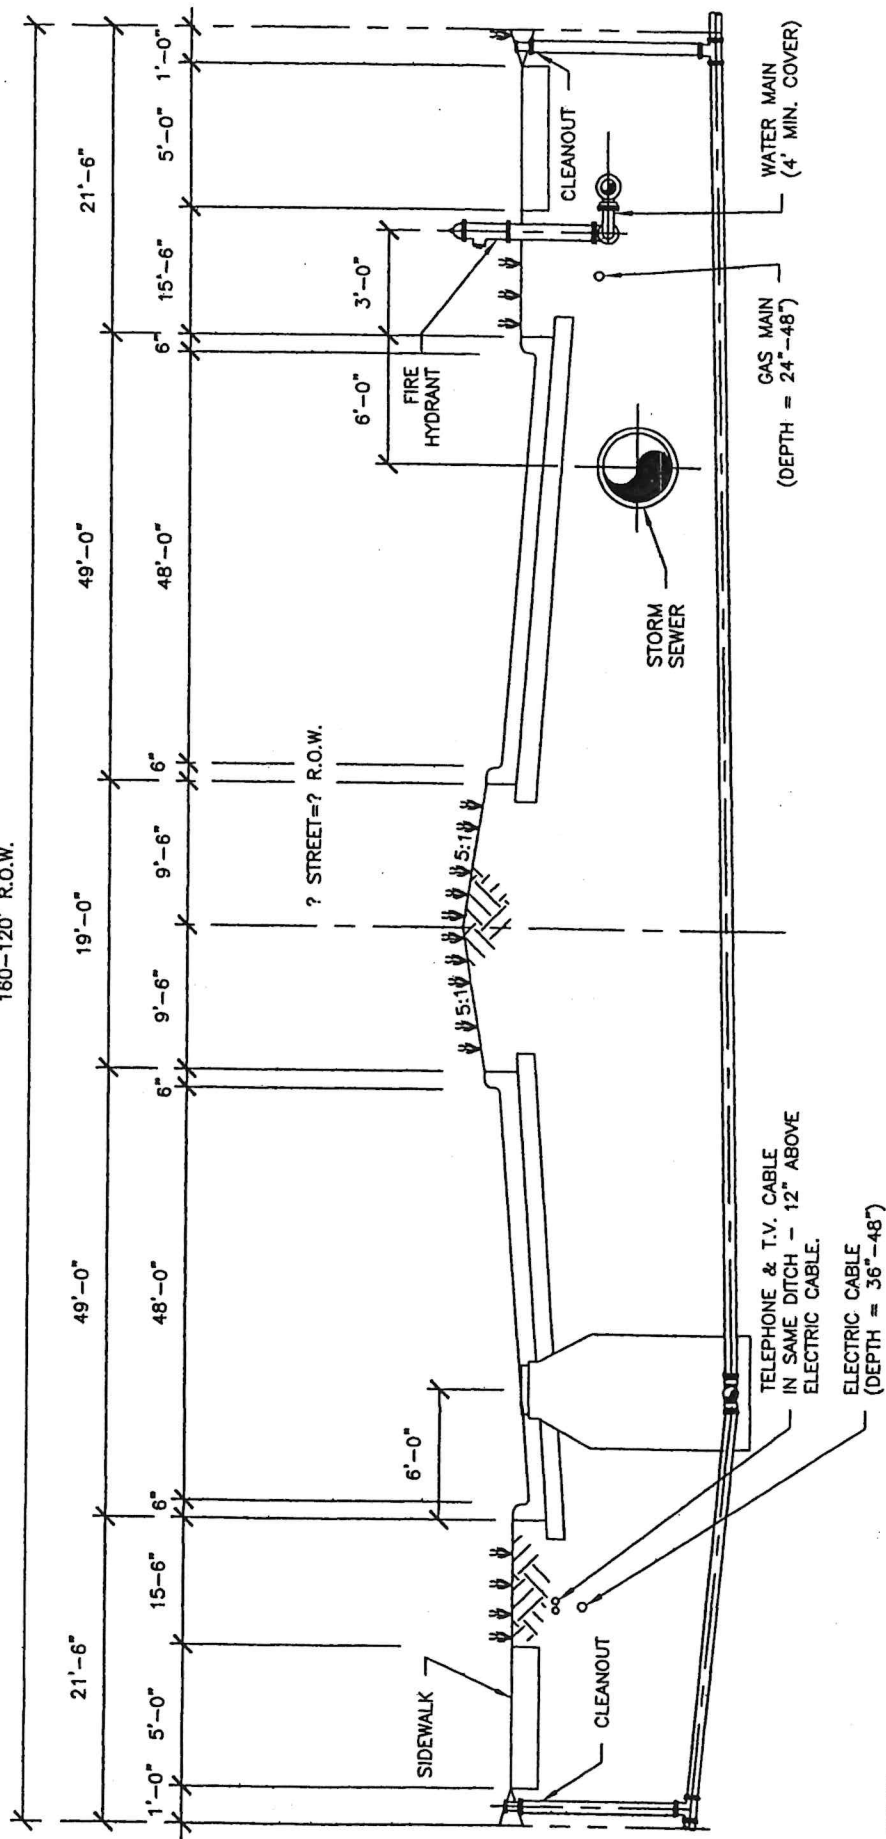 160-120' R.O.W.
21'-6"
49'-0"
19'-0"
49'-0"
21'-6"
1'-0"
5'-0"
15-6"
6"
48'-0"
6"
9'-6"
9'-6"
6"
48'-0"
6"
15'-6"
5'-0"
1'-0"
? STREET=? R.O.W.
6'-0"
6'-0"
3'-0"
SIDEWALK
5:1
5:1
FIRE
HYDRANT
CLEANOUT
CLEANOUT
STORM
SEWER
TELEPHONE & T.V. CABLE
IN SAME DITCH - 12" ABOVE
ELECTRIC CABLE.
ELECTRIC CABLE
(DEPTH = 36"-48")
GAS MAIN
(DEPTH = 24"-48")
WATER MAIN
(4' MIN. COVER)